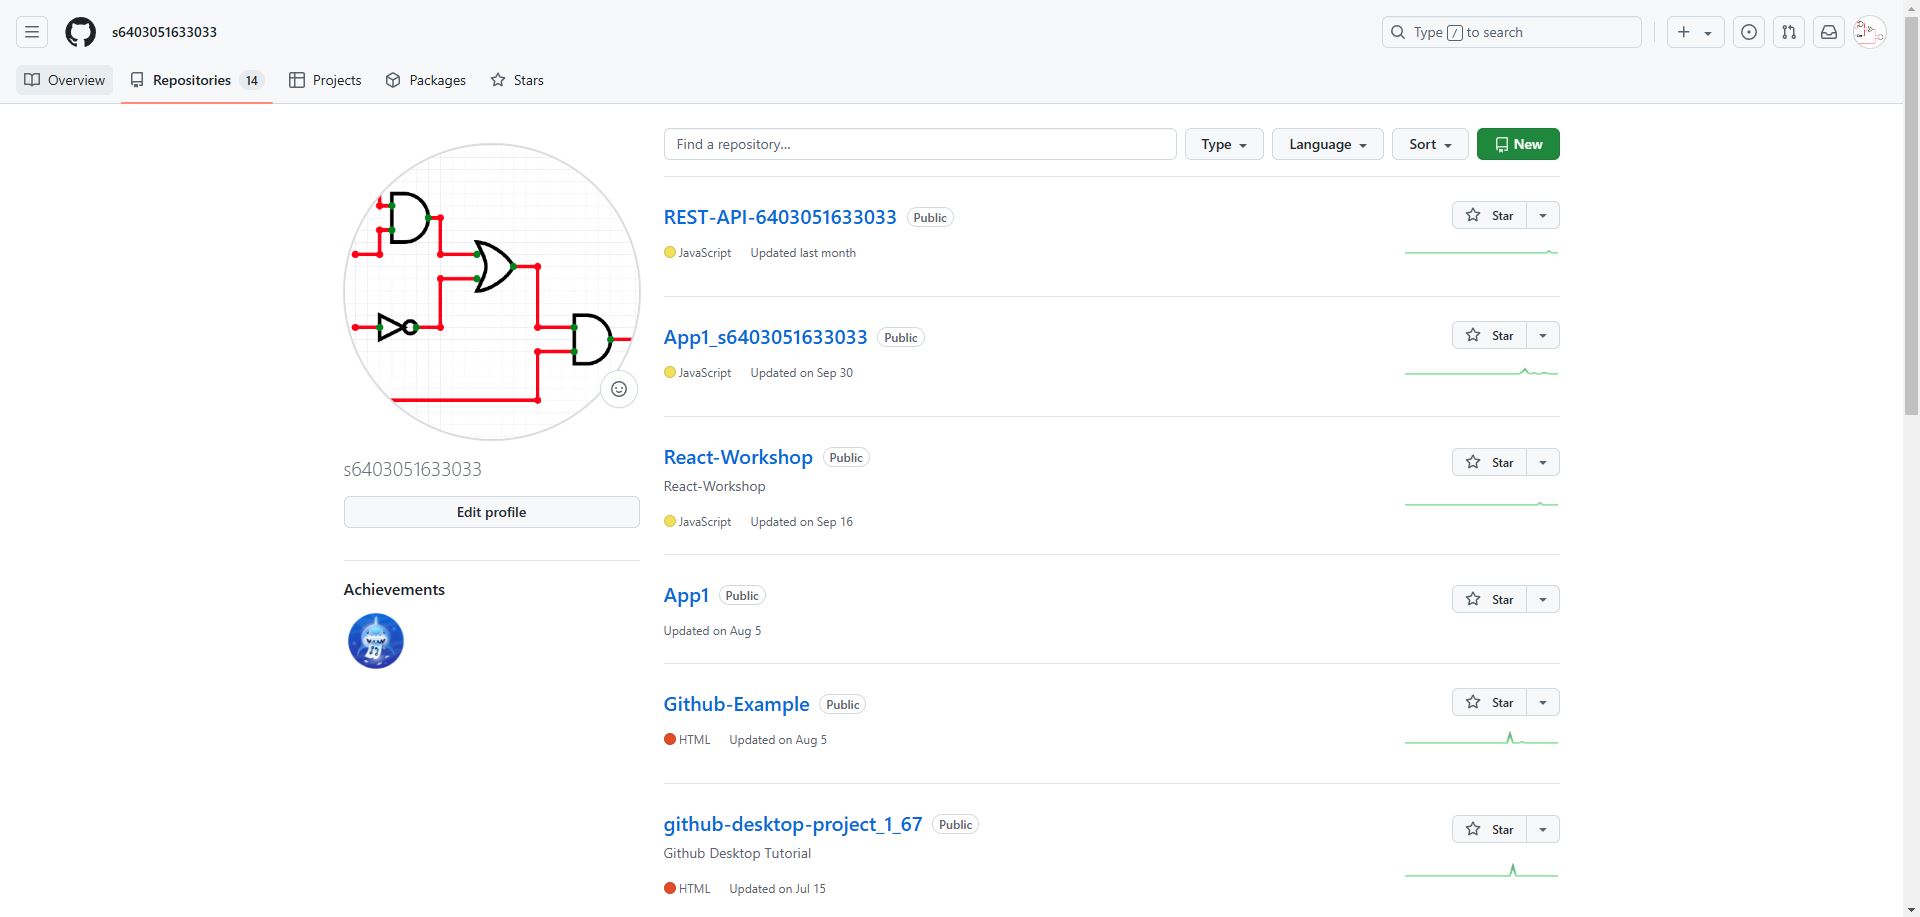 s6403051633033
Type / to search
Overview
Repositories 14
Projects
Packages
Stars
Find a repository...
Type
Language
Sort
New
s6403051633033
Edit profile
Achievements
REST-API-6403051633033 Public
Star
JavaScript Updated last month
App1_s6403051633033 Public
Star
JavaScript Updated on Sep 30
React-Workshop Public
Star
React-Workshop
JavaScript Updated on Sep 16
App1 Public
Star
Updated on Aug 5
Github-Example Public
Star
HTML Updated on Aug 5
github-desktop-project_1_67 Public
Star
Github Desktop Tutorial
HTML Updated on Jul 15